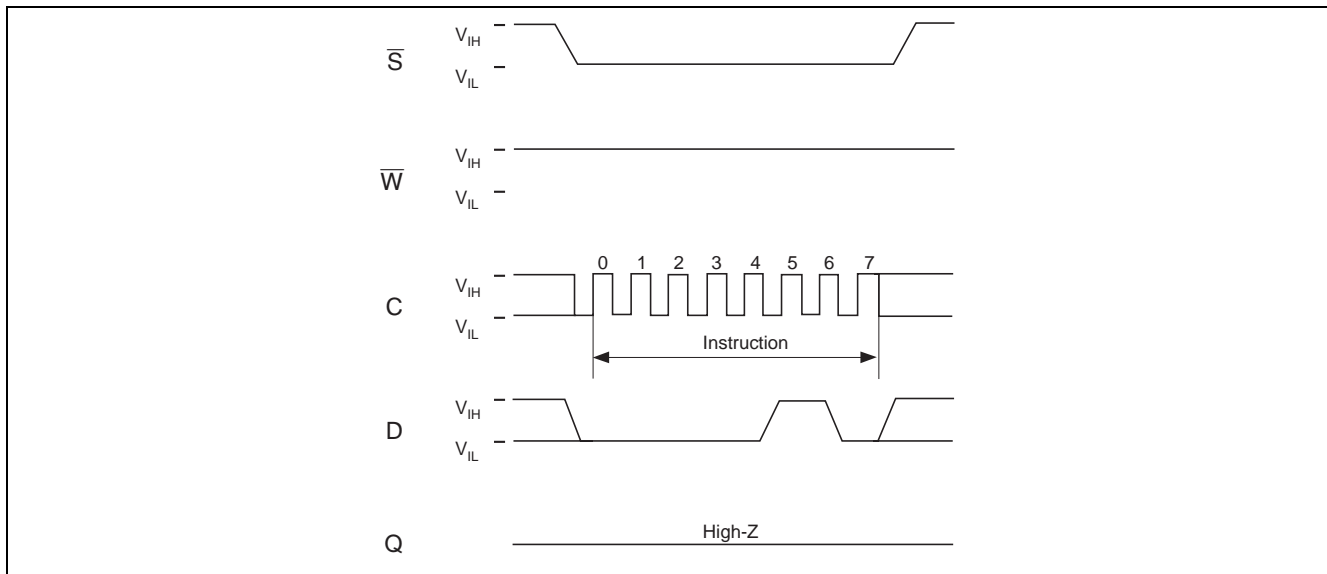 S̅
V_IH
V_IL
W̅
V_IH
V_IL
0 1 2 3 4 5 6 7
C
V_IH
V_IL
Instruction
D
V_IH
V_IL
Q
High-Z